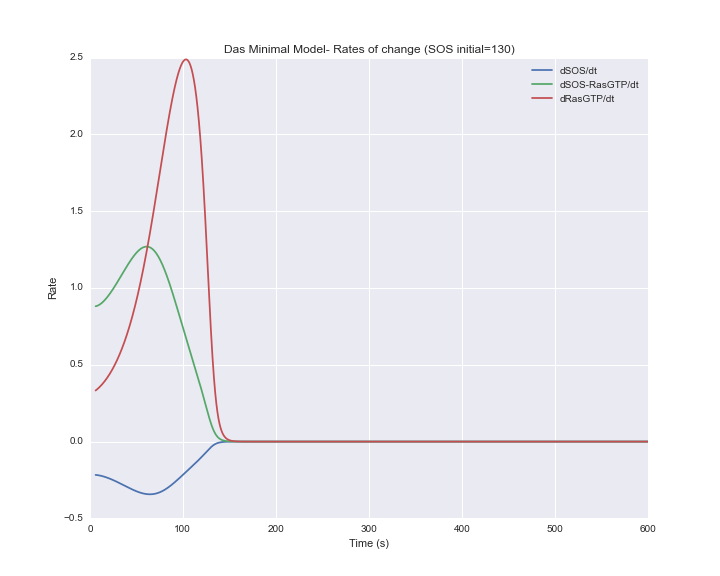 Das Minimal Model- Rates of change (SOS initial=130)
dSOS/dt
dSOS-RasGTP/dt
dRasGTP/dt
2.5
2.0
1.5
1.0
0.5
0.0
−0.5
Rate
0 100 200 300 400 500 600
Time (s)